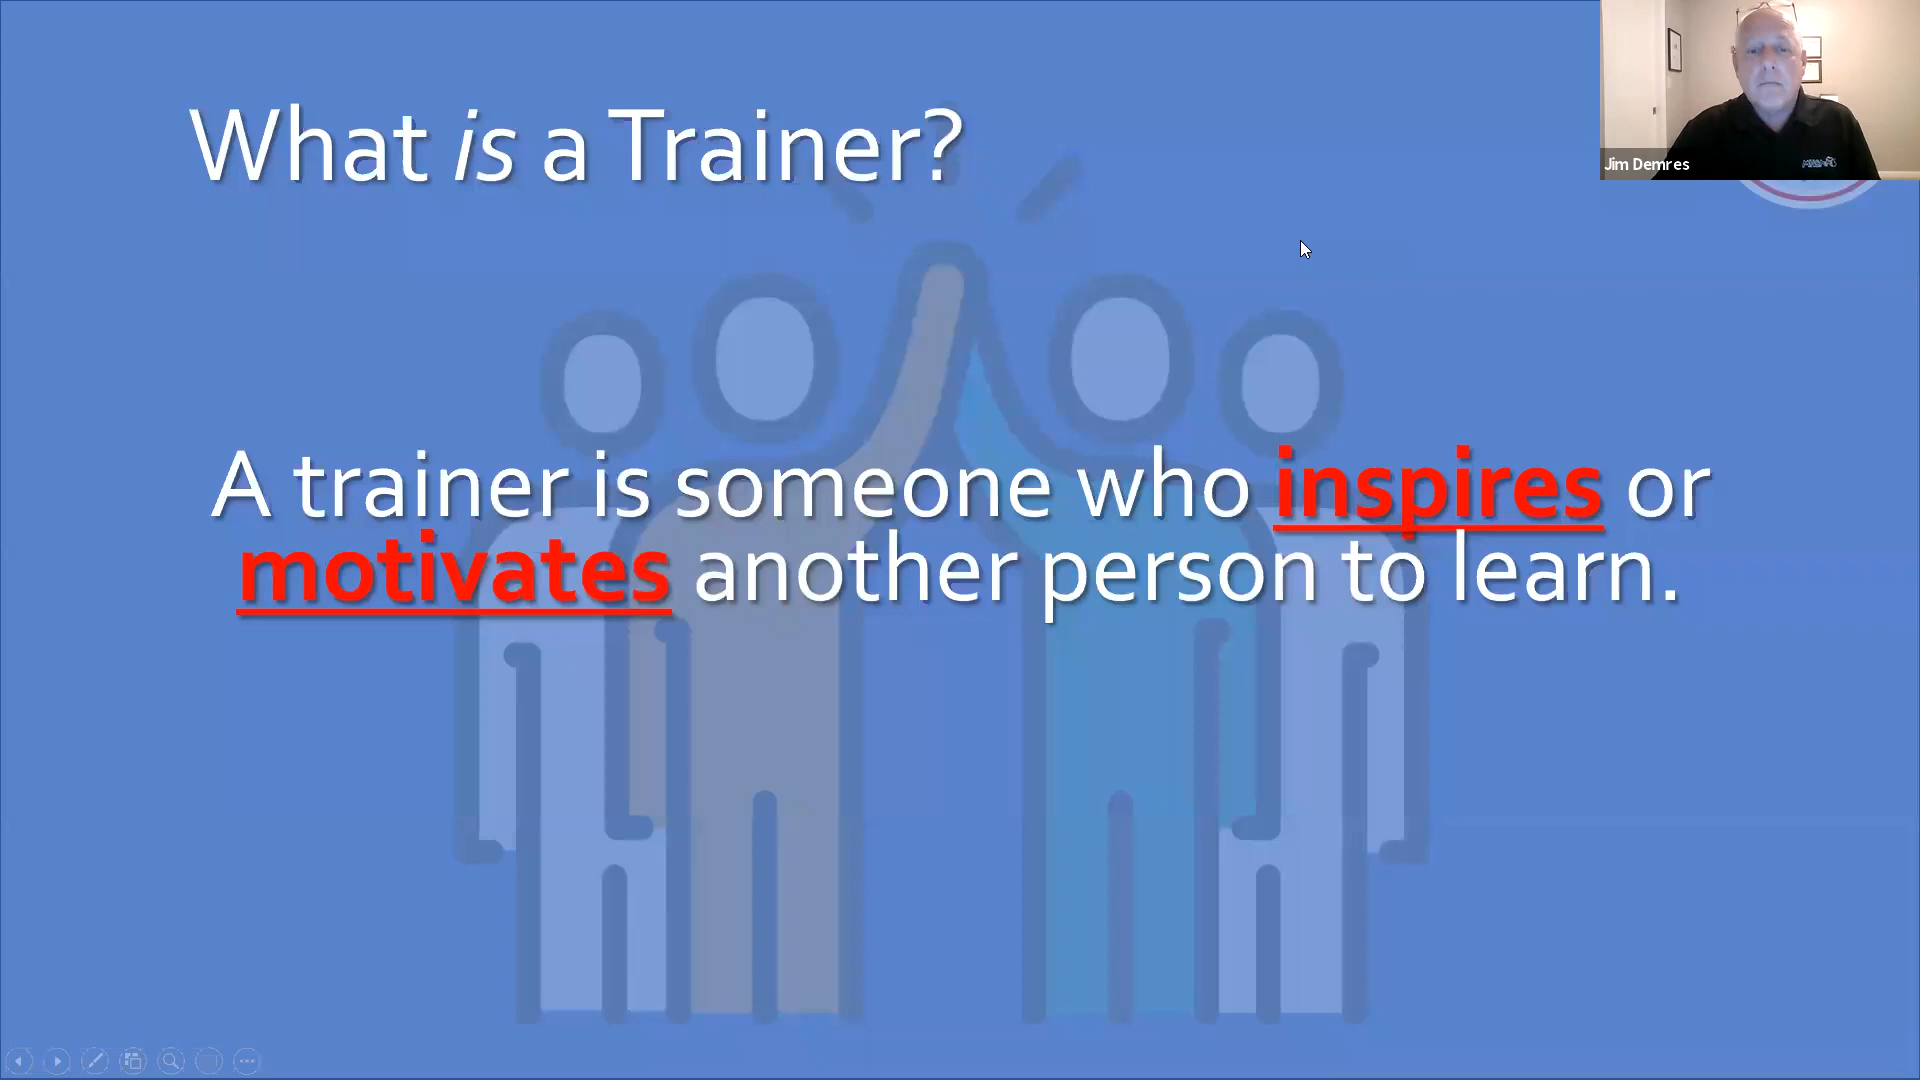 What is a Trainer?
Jim Demres
A trainer is someone who inspires or
motivates another person to learn.